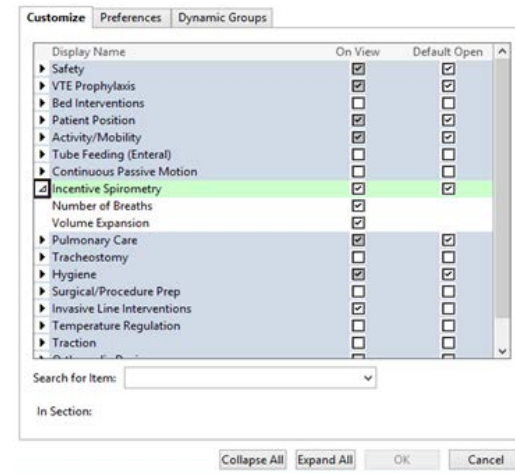 Customize Preferences Dynamic Groups
Display Name On View Default Open
Safety
VTE Prophylaxis
Bed Interventions
Patient Position
Activity/Mobility
Tube Feeding (Enteral)
Continuous Passive Motion
Incentive Spirometry
Number of Breaths
Volume Expansion
Pulmonary Care
Tracheostomy
Hygiene
Surgical/Procedure Prep
Invasive Line Interventions
Temperature Regulation
Traction
Search for Item:
In Section:
Collapse All Expand All OK Cancel